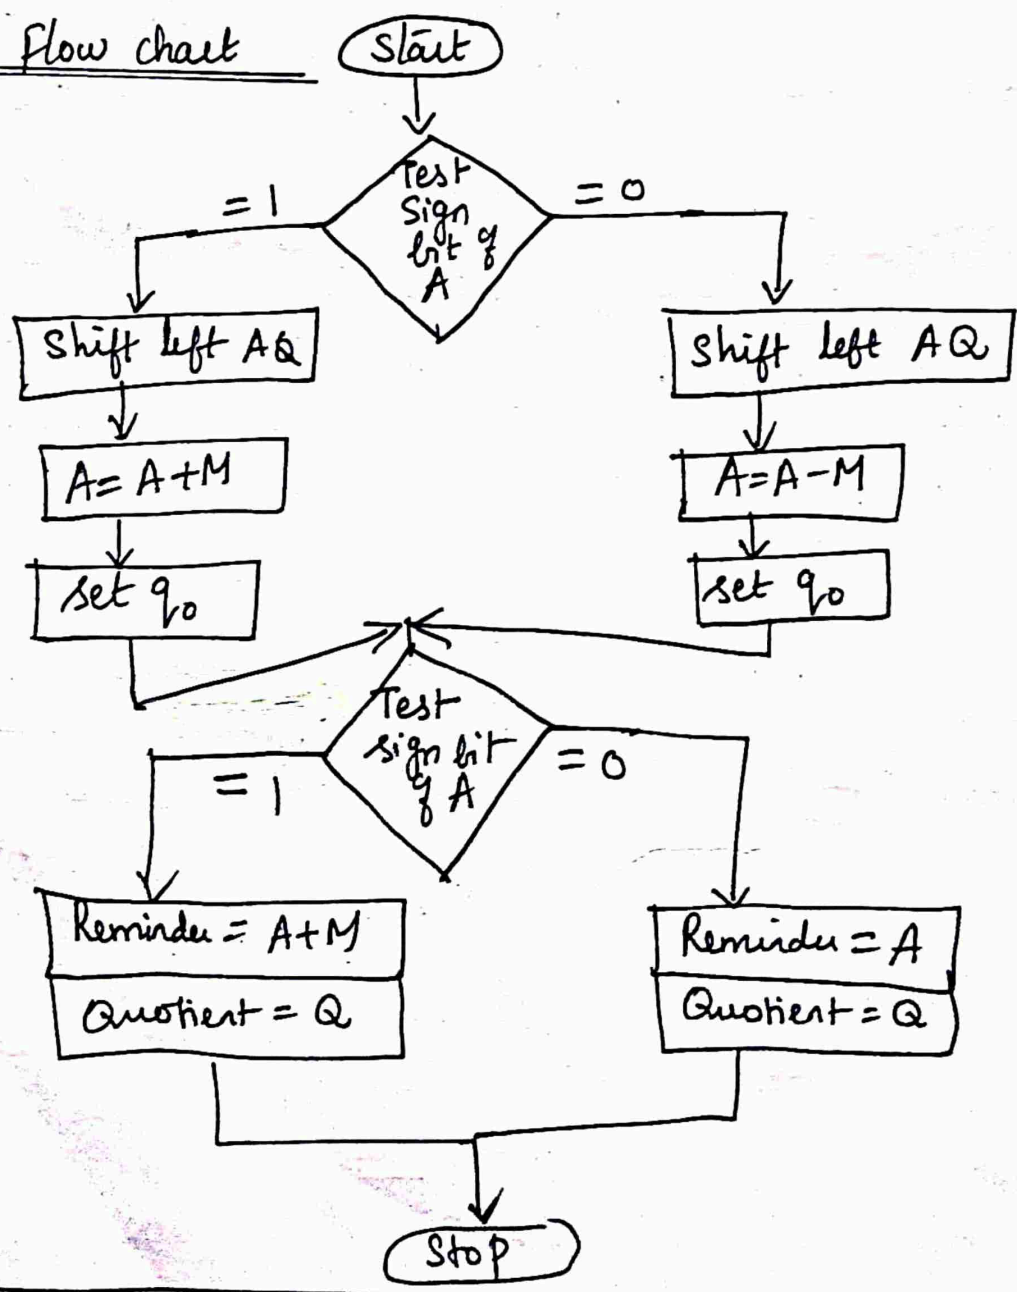 Flow chart
Start
Test
Sign
bit of
A
= 1
= 0
Shift left AQ
Shift left AQ
A= A+M
A=A-M
set q₀
set q₀
Test
sign bit
of A
= 1
= 0
Reminder = A+M
Quotient = Q
Reminder = A
Quotient = Q
Stop